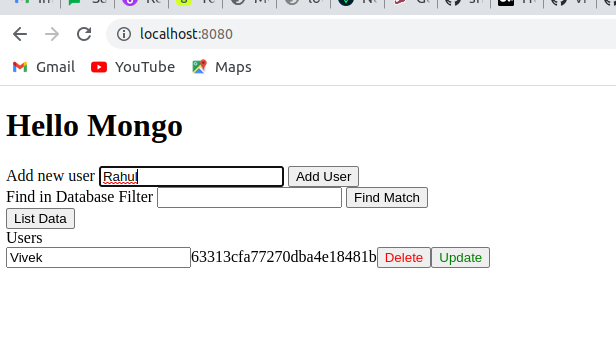 localhost:8080
Gmail YouTube Maps
Hello Mongo
Add new user Rahul Add User
Find in Database Filter Find Match
List Data
Users
Vivek 63313cfa77270dba4e18481b Delete Update